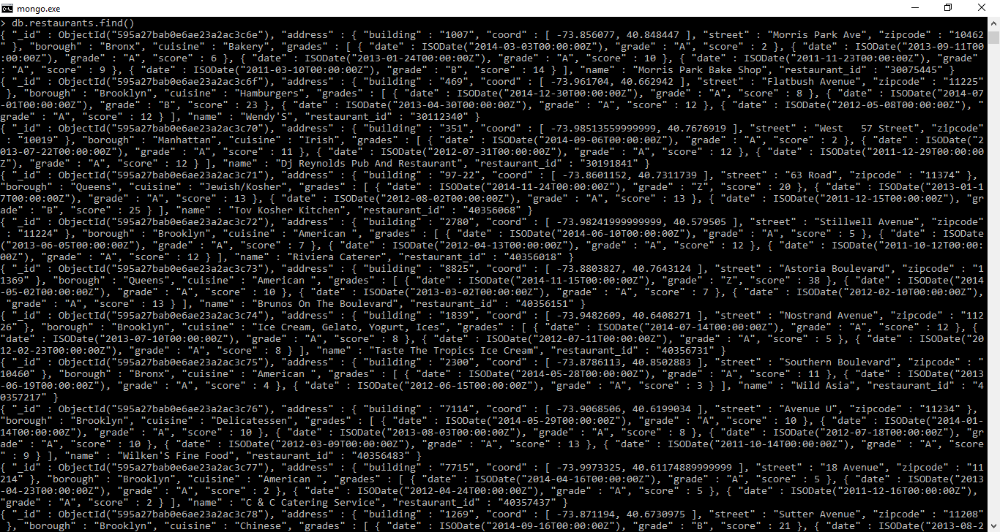 mongo.exe
> db.restaurants.find()
{ "_id" : ObjectId("595a27bab0e6ae23a2ac3c6e"), "address" : { "building" : "1007", "coord" : [ -73.856077, 40.848447 ], "street" : "Morris Park Ave", "zipcode" : "10462
" }, "borough" : "Bronx", "cuisine" : "Bakery", "grades" : [ { "date" : ISODate("2014-03-03T00:00:00Z"), "grade" : "A", "score" : 2 }, { "date" : ISODate("2013-09-11T00
:00:00Z"), "grade" : "A", "score" : 6 }, { "date" : ISODate("2013-01-24T00:00:00Z"), "grade" : "A", "score" : 10 }, { "date" : ISODate("2011-11-23T00:00:00Z"), "grade"
: "A", "score" : 9 }, { "date" : ISODate("2011-03-10T00:00:00Z"), "grade" : "B", "score" : 14 } ], "name" : "Morris Park Bake Shop", "restaurant_id" : "30075445" }
{ "_id" : ObjectId("595a27bab0e6ae23a2ac3c6f"), "address" : { "building" : "469", "coord" : [ -73.961704, 40.662942 ], "street" : "Flatbush Avenue", "zipcode" : "11225"
 }, "borough" : "Brooklyn", "cuisine" : "Hamburgers", "grades" : [ { "date" : ISODate("2014-12-30T00:00:00Z"), "grade" : "A", "score" : 8 }, { "date" : ISODate("2014-07
-01T00:00:00Z"), "grade" : "B", "score" : 23 }, { "date" : ISODate("2013-04-30T00:00:00Z"), "grade" : "A", "score" : 12 }, { "date" : ISODate("2012-05-08T00:00:00Z"), "
grade" : "A", "score" : 12 } ], "name" : "Wendy'S", "restaurant_id" : "30112340" }
{ "_id" : ObjectId("595a27bab0e6ae23a2ac3c70"), "address" : { "building" : "351", "coord" : [ -73.98513559999999, 40.7676919 ], "street" : "West   57 Street", "zipcode"
 : "10019" }, "borough" : "Manhattan", "cuisine" : "Irish", "grades" : [ { "date" : ISODate("2014-09-06T00:00:00Z"), "grade" : "A", "score" : 2 }, { "date" : ISODate("2
013-07-22T00:00:00Z"), "grade" : "A", "score" : 11 }, { "date" : ISODate("2012-07-31T00:00:00Z"), "grade" : "A", "score" : 12 }, { "date" : ISODate("2011-12-29T00:00:00
Z"), "grade" : "A", "score" : 12 } ], "name" : "Dj Reynolds Pub And Restaurant", "restaurant_id" : "30191841" }
{ "_id" : ObjectId("595a27bab0e6ae23a2ac3c71"), "address" : { "building" : "97-22", "coord" : [ -73.8601152, 40.7311739 ], "street" : "63 Road", "zipcode" : "11374" },
"borough" : "Queens", "cuisine" : "Jewish/Kosher", "grades" : [ { "date" : ISODate("2014-11-24T00:00:00Z"), "grade" : "Z", "score" : 20 }, { "date" : ISODate("2013-01-1
7T00:00:00Z"), "grade" : "A", "score" : 13 }, { "date" : ISODate("2012-08-02T00:00:00Z"), "grade" : "A", "score" : 13 }, { "date" : ISODate("2011-12-15T00:00:00Z"), "gr
ade" : "B", "score" : 25 } ], "name" : "Tov Kosher Kitchen", "restaurant_id" : "40356068" }
{ "_id" : ObjectId("595a27bab0e6ae23a2ac3c72"), "address" : { "building" : "2780", "coord" : [ -73.98241999999999, 40.579505 ], "street" : "Stillwell Avenue", "zipcode"
: "11224" }, "borough" : "Brooklyn", "cuisine" : "American ", "grades" : [ { "date" : ISODate("2014-06-10T00:00:00Z"), "grade" : "A", "score" : 5 }, { "date" : ISODate
("2013-06-05T00:00:00Z"), "grade" : "A", "score" : 7 }, { "date" : ISODate("2012-04-13T00:00:00Z"), "grade" : "A", "score" : 12 }, { "date" : ISODate("2011-10-12T00:00:
00Z"), "grade" : "A", "score" : 12 } ], "name" : "Riviera Caterer", "restaurant_id" : "40356018" }
{ "_id" : ObjectId("595a27bab0e6ae23a2ac3c73"), "address" : { "building" : "8825", "coord" : [ -73.8803827, 40.7643124 ], "street" : "Astoria Boulevard", "zipcode" : "1
1369" }, "borough" : "Queens", "cuisine" : "American ", "grades" : [ { "date" : ISODate("2014-11-15T00:00:00Z"), "grade" : "Z", "score" : 38 }, { "date" : ISODate("2014
-05-02T00:00:00Z"), "grade" : "A", "score" : 10 }, { "date" : ISODate("2013-03-02T00:00:00Z"), "grade" : "A", "score" : 7 }, { "date" : ISODate("2012-02-10T00:00:00Z"),
 "grade" : "A", "score" : 13 } ], "name" : "Brunos On The Boulevard", "restaurant_id" : "40356151" }
{ "_id" : ObjectId("595a27bab0e6ae23a2ac3c74"), "address" : { "building" : "1839", "coord" : [ -73.9482609, 40.6408271 ], "street" : "Nostrand Avenue", "zipcode" : "112
26" }, "borough" : "Brooklyn", "cuisine" : "Ice Cream, Gelato, Yogurt, Ices", "grades" : [ { "date" : ISODate("2014-07-14T00:00:00Z"), "grade" : "A", "score" : 12 }, {
"date" : ISODate("2013-07-10T00:00:00Z"), "grade" : "A", "score" : 8 }, { "date" : ISODate("2012-07-11T00:00:00Z"), "grade" : "A", "score" : 5 }, { "date" : ISODate("20
12-02-23T00:00:00Z"), "grade" : "A", "score" : 8 } ], "name" : "Taste The Tropics Ice Cream", "restaurant_id" : "40356731" }
{ "_id" : ObjectId("595a27bab0e6ae23a2ac3c75"), "address" : { "building" : "2300", "coord" : [ -73.8786113, 40.8502883 ], "street" : "Southern Boulevard", "zipcode" : "
10460" }, "borough" : "Bronx", "cuisine" : "American ", "grades" : [ { "date" : ISODate("2014-05-28T00:00:00Z"), "grade" : "A", "score" : 11 }, { "date" : ISODate("2013
-06-19T00:00:00Z"), "grade" : "A", "score" : 4 }, { "date" : ISODate("2012-06-15T00:00:00Z"), "grade" : "A", "score" : 3 } ], "name" : "Wild Asia", "restaurant_id" : "4
0357217" }
{ "_id" : ObjectId("595a27bab0e6ae23a2ac3c76"), "address" : { "building" : "7114", "coord" : [ -73.9068506, 40.6199034 ], "street" : "Avenue U", "zipcode" : "11234" },
"borough" : "Brooklyn", "cuisine" : "Delicatessen", "grades" : [ { "date" : ISODate("2014-05-29T00:00:00Z"), "grade" : "A", "score" : 10 }, { "date" : ISODate("2014-01-
14T00:00:00Z"), "grade" : "A", "score" : 10 }, { "date" : ISODate("2013-08-03T00:00:00Z"), "grade" : "A", "score" : 8 }, { "date" : ISODate("2012-07-18T00:00:00Z"), "gr
ade" : "A", "score" : 10 }, { "date" : ISODate("2012-03-09T00:00:00Z"), "grade" : "A", "score" : 13 }, { "date" : ISODate("2011-10-14T00:00:00Z"), "grade" : "A", "score
" : 9 } ], "name" : "Wilken'S Fine Food", "restaurant_id" : "40356483" }
{ "_id" : ObjectId("595a27bab0e6ae23a2ac3c77"), "address" : { "building" : "7715", "coord" : [ -73.9973325, 40.61174889999999 ], "street" : "18 Avenue", "zipcode" : "11
214" }, "borough" : "Brooklyn", "cuisine" : "American ", "grades" : [ { "date" : ISODate("2014-04-16T00:00:00Z"), "grade" : "A", "score" : 5 }, { "date" : ISODate("2013
-04-23T00:00:00Z"), "grade" : "A", "score" : 2 }, { "date" : ISODate("2012-04-24T00:00:00Z"), "grade" : "A", "score" : 5 }, { "date" : ISODate("2011-12-16T00:00:00Z"),
"grade" : "A", "score" : 2 } ], "name" : "C & C Catering Service", "restaurant_id" : "40357437" }
{ "_id" : ObjectId("595a27bab0e6ae23a2ac3c78"), "address" : { "building" : "1269", "coord" : [ -73.871194, 40.6730975 ], "street" : "Sutter Avenue", "zipcode" : "11208"
 }, "borough" : "Brooklyn", "cuisine" : "Chinese", "grades" : [ { "date" : ISODate("2014-09-16T00:00:00Z"), "grade" : "B", "score" : 21 }, { "date" : ISODate("2013-08-2